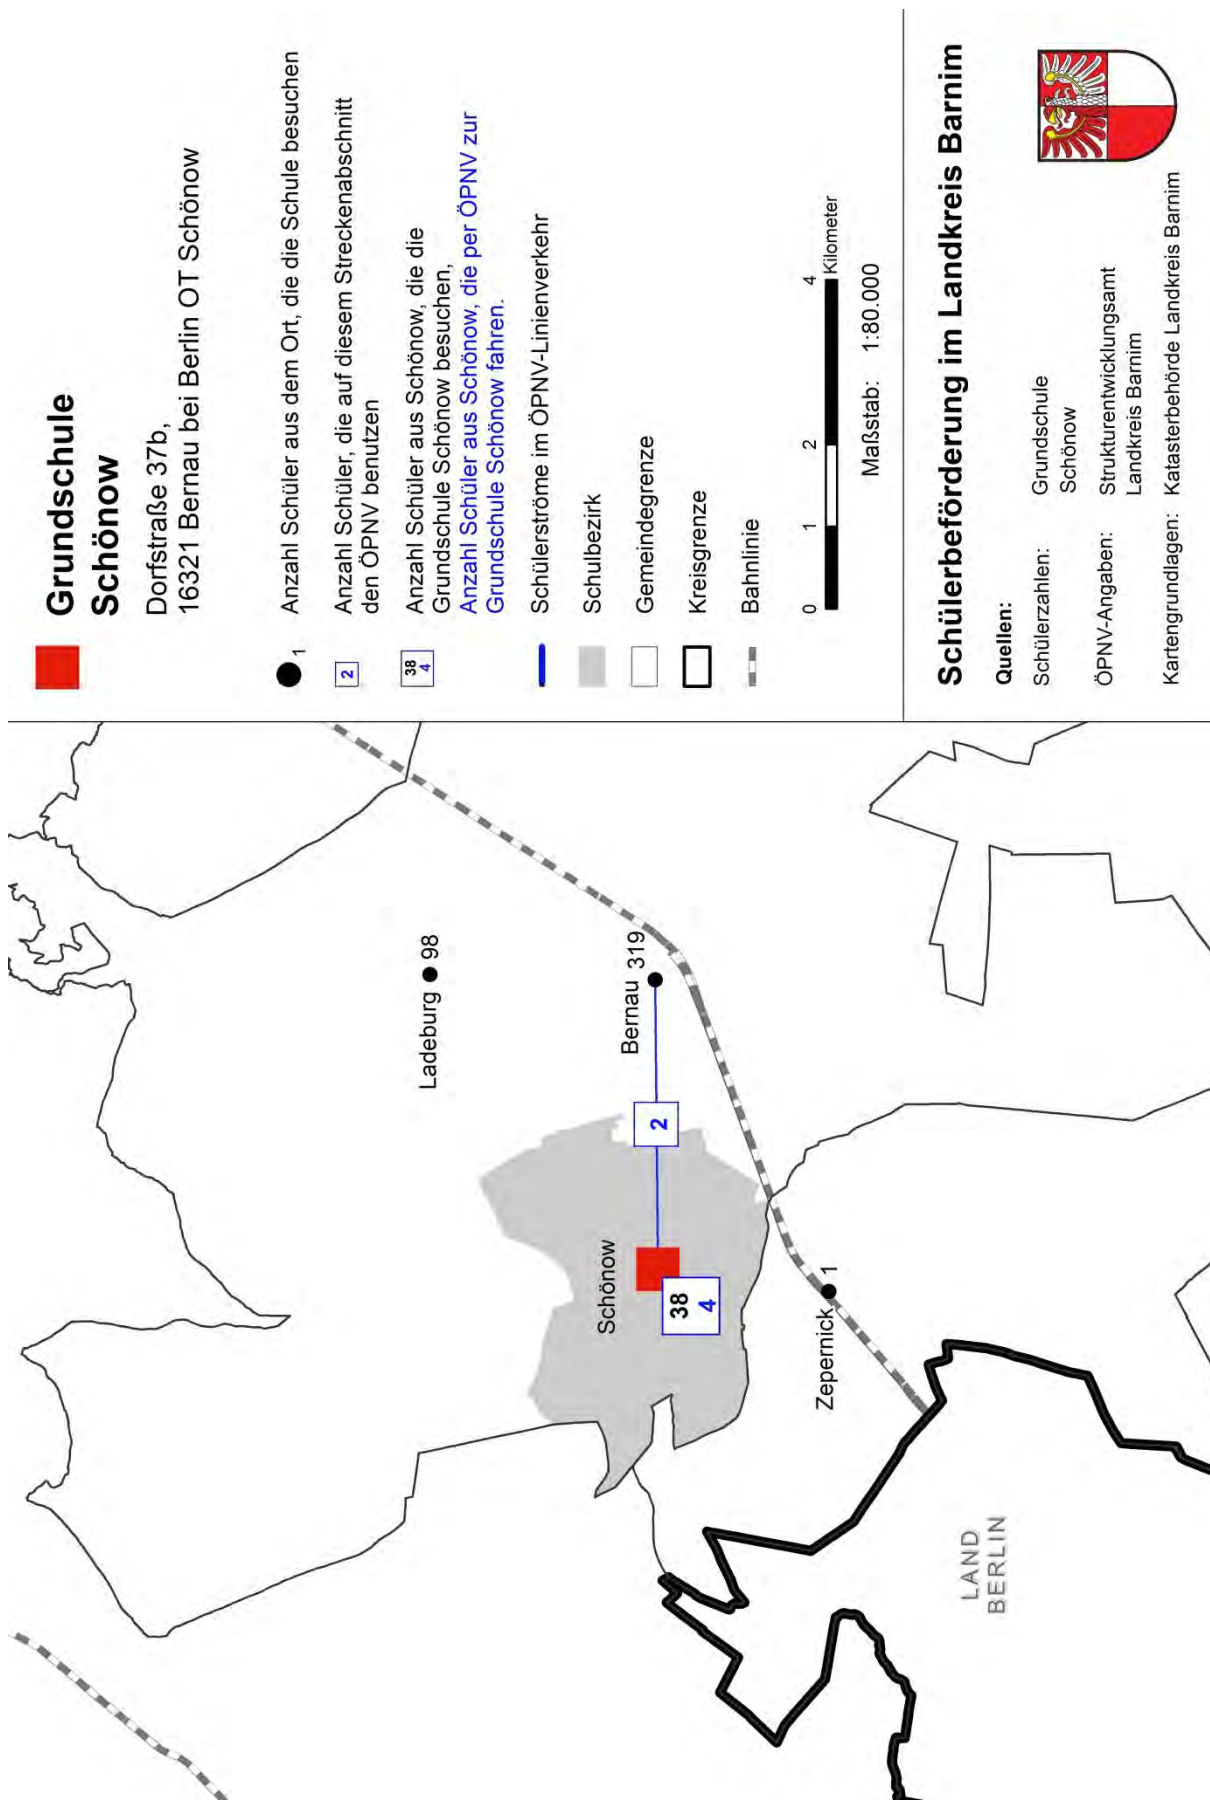 Grundschule
Schönow
Dorfstraße 37b,
16321 Bernau bei Berlin OT Schönow
1
Anzahl Schüler aus dem Ort, die die Schule besuchen
2
Anzahl Schüler, die auf diesem Streckenabschnitt
den ÖPNV benutzen
38
4
Anzahl Schüler aus Schönow, die die
Grundschule Schönow besuchen,
Anzahl Schüler aus Schönow, die per ÖPNV zur
Grundschule Schönow fahren.
Schülerströme im ÖPNV-Linienverkehr
Schulbezirk
Gemeindegrenze
Kreisgrenze
Bahnlinie
0 1 2 4
Kilometer
Maßstab: 1:80.000
Schülerbeförderung im Landkreis Barnim
Quellen:
Schülerzahlen: Grundschule
Schönow
ÖPNV-Angaben: Strukturentwicklungsamt
Landkreis Barnim
Kartengrundlagen: Katasterbehörde Landkreis Barnim
Ladeburg 98
Bernau 319
2
Schönow
38
4
Zepernick 1
LAND
BERLIN